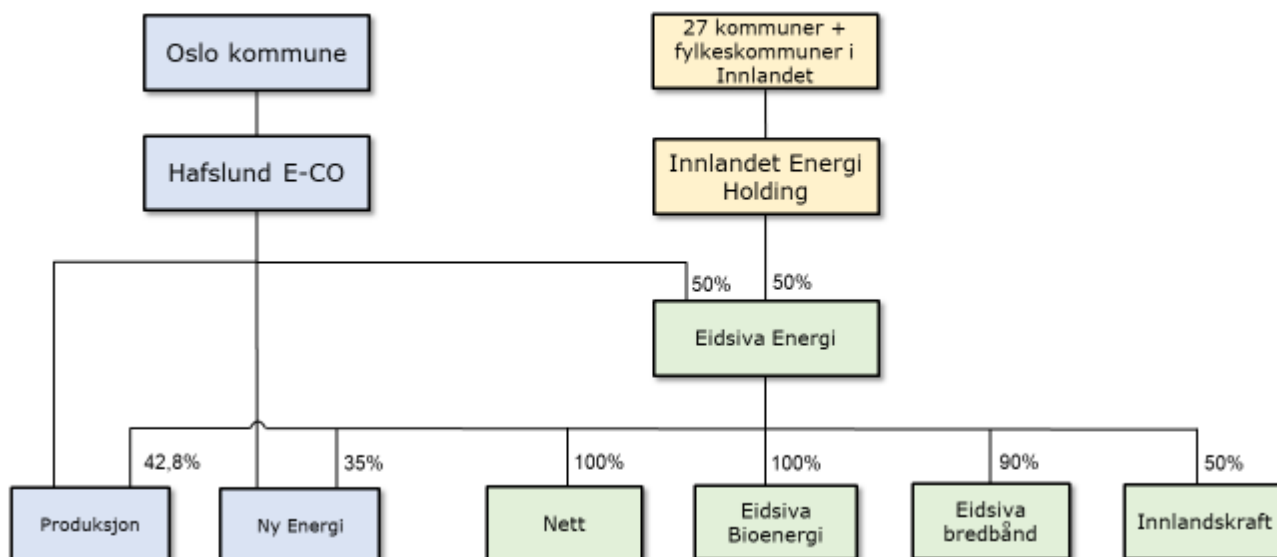 Oslo kommune
27 kommuner +
fylkeskommuner i
Innlandet
Hafslund E-CO
Innlandet Energi
Holding
50%
50%
Eidsiva Energi
42,8%
35%
100%
100%
90%
50%
Produksjon
Ny Energi
Nett
Eidsiva
Bioenergi
Eidsiva
bredbånd
Innlandskraft